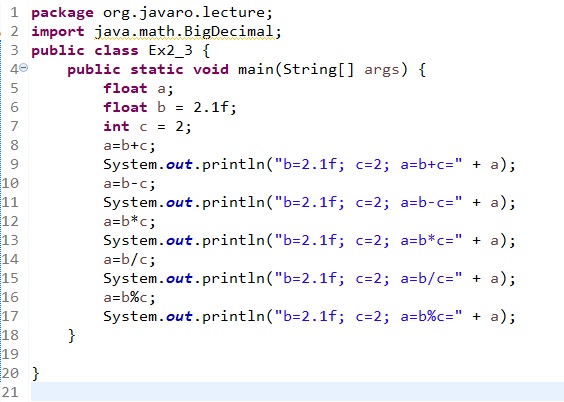 1 package org.javaro.lecture;
2 import java.math.BigDecimal;
3 public class Ex2_3 {
4 public static void main(String[] args) {
5 float a;
6 float b = 2.1f;
7 int c = 2;
8 a=b+c;
9 System.out.println("b=2.1f; c=2; a=b+c=" + a);
10 a=b-c;
11 System.out.println("b=2.1f; c=2; a=b-c=" + a);
12 a=b*c;
13 System.out.println("b=2.1f; c=2; a=b*c=" + a);
14 a=b/c;
15 System.out.println("b=2.1f; c=2; a=b/c=" + a);
16 a=b%c;
17 System.out.println("b=2.1f; c=2; a=b%c=" + a);
18 }
19
20 }
21